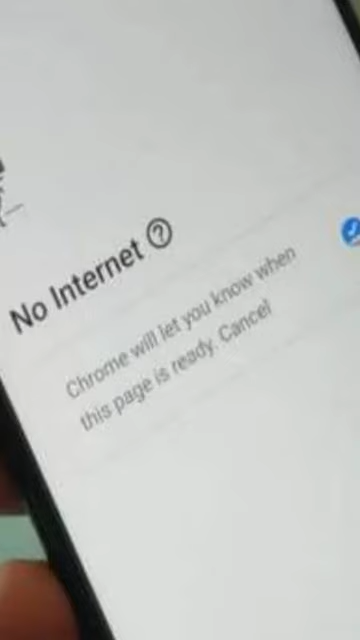 No Internet ?
Chrome will let you know when
this page is ready. Cancel